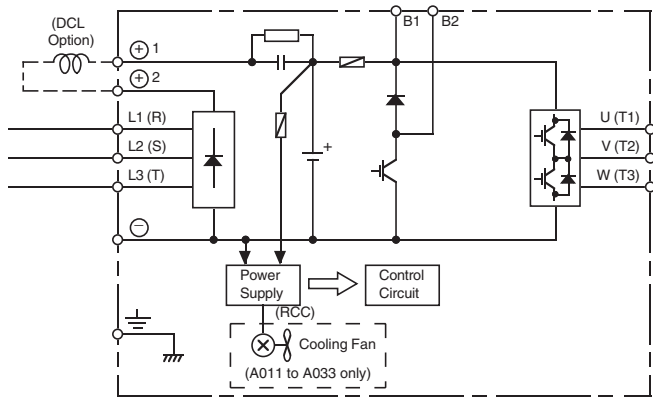 (DCL
Option)
⊕ 1
⊕ 2
B1
B2
L1 (R)
L2 (S)
L3 (T)
U (T1)
V (T2)
W (T3)
+
⊖
Power
Supply
Control
Circuit
(RCC)
Cooling Fan
(A011 to A033 only)